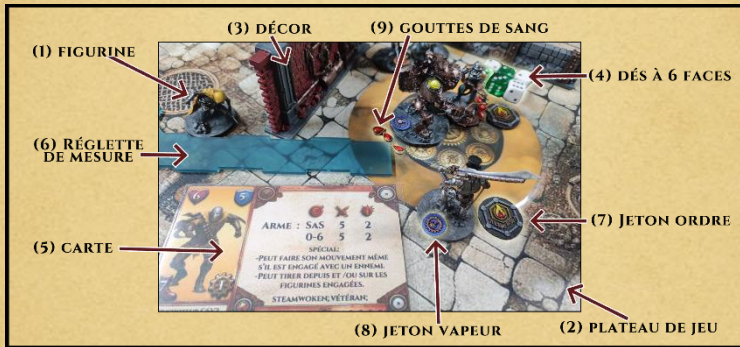 (3) DÉCOR
(9) GOUTTES DE SANG
(1) FIGURINE
(4) DÉS À 6 FACES
(6) RÉGLETTE
DE MESURE
6
5
ARME : SAS 5 2
0-6 5 2
SPÉCIAL:
-PEUT FAIRE SON MOUVEMENT MÊME
S'IL EST ENGAGÉ AVEC UN ENNEMI.
-PEUT TIRER DEPUIS ET /OU SUR LES
FIGURINES ENGAGÉES.
STEAMWOKEN; VÉTÉRAN;
(5) CARTE
(7) JETON ORDRE
(8) JETON VAPEUR
(2) PLATEAU DE JEU